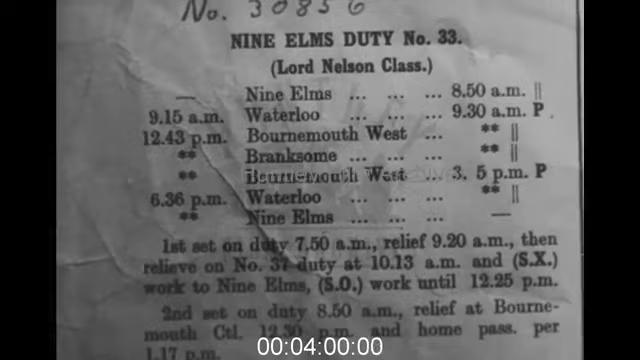 No. 30856
NINE ELMS DUTY No. 33.
(Lord Nelson Class.)
— Nine Elms ... ... ... 8.50 a.m. ||
9.15 a.m. Waterloo ... ... ... 9.30 a.m. P
12.43 p.m. Bournemouth West ... ** ||
** Branksome ... ... ... ** ||
** Bournemouth West ... 3. 5 p.m. P
6.36 p.m. Waterloo ... ... ... ** ||
** Nine Elms ... ... ... —
1st set on duty 7.50 a.m., relief 9.20 a.m., then
relieve on No. 37 duty at 10.13 a.m. and (S.X.)
work to Nine Elms, (S.O.) work until 12.25 p.m.
2nd set on duty 8.50 a.m., relief at Bourne-
mouth Ctl. 12.30 p.m. and home pass. per
1.17 p.m.
00:04:00:00